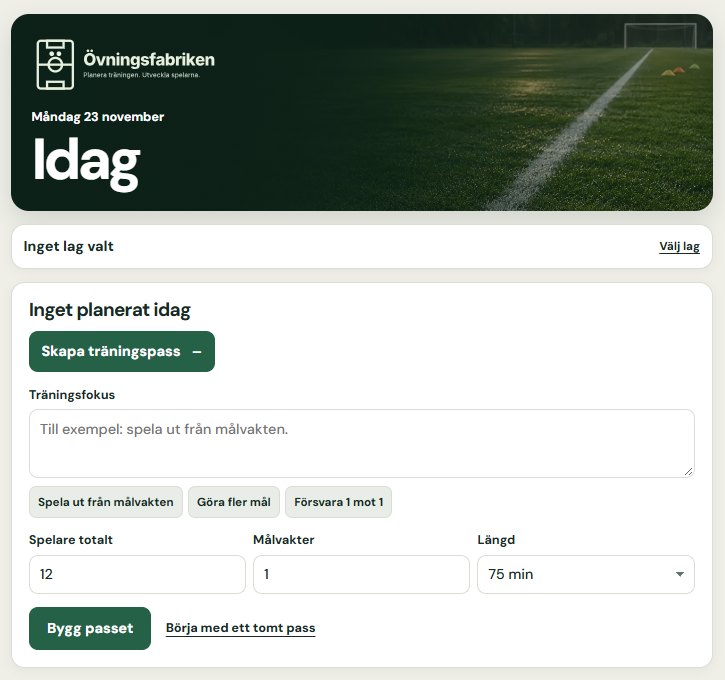 Övningsfabriken
Planera träningen. Utveckla spelarna.
Måndag 23 november
Idag
Inget lag valt
Välj lag
Inget planerat idag
Skapa träningspass –
Träningsfokus
Till exempel: spela ut från målvakten.
Spela ut från målvakten Göra fler mål Försvara 1 mot 1
Spelare totalt Målvakter Längd
12 1 75 min
Bygg passet Börja med ett tomt pass